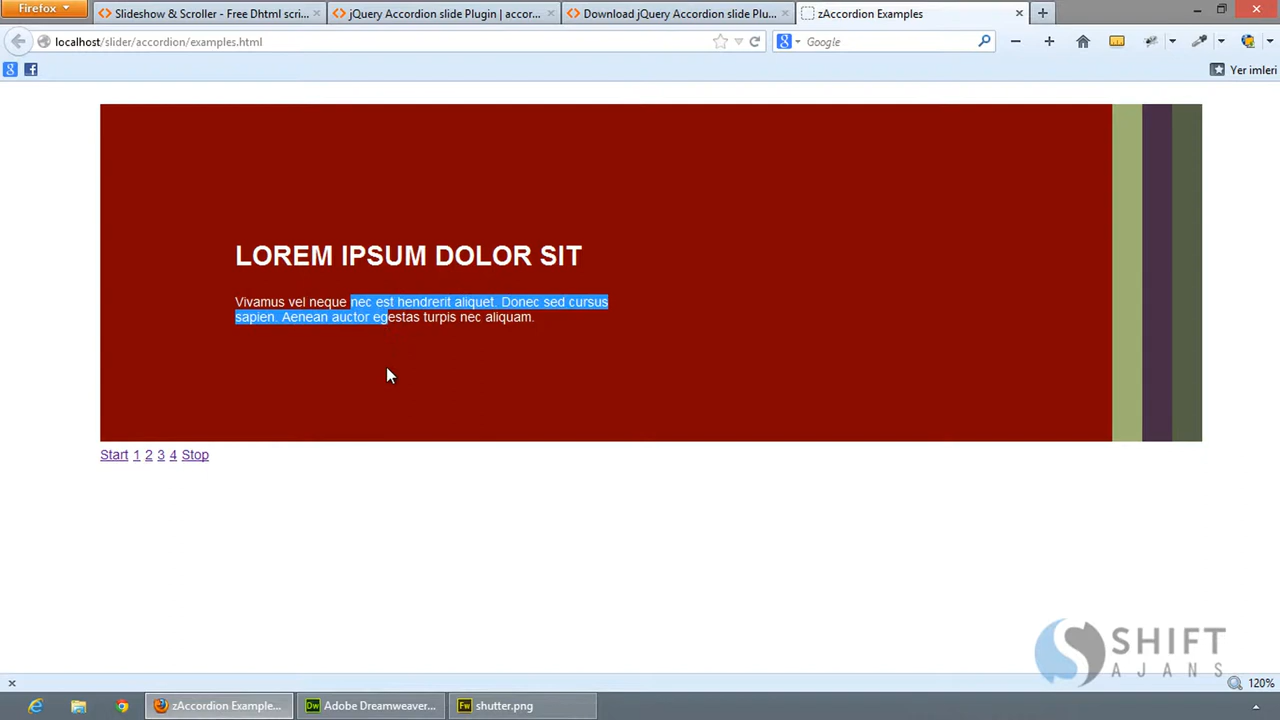 Firefox
Slideshow & Scroller - Free Dhtml scri...
jQuery Accordion slide Plugin | accor...
Download jQuery Accordion slide Plu...
zAccordion Examples
localhost/slider/accordion/examples.html
Google
Yer imleri
LOREM IPSUM DOLOR SIT
Vivamus vel neque nec est hendrerit aliquet. Donec sed cursus
sapien. Aenean auctor egestas turpis nec aliquam.
Start 1 2 3 4 Stop
SHIFT
AJANS
120%
zAccordion Example...
Dw Adobe Dreamweaver...
Fw shutter.png